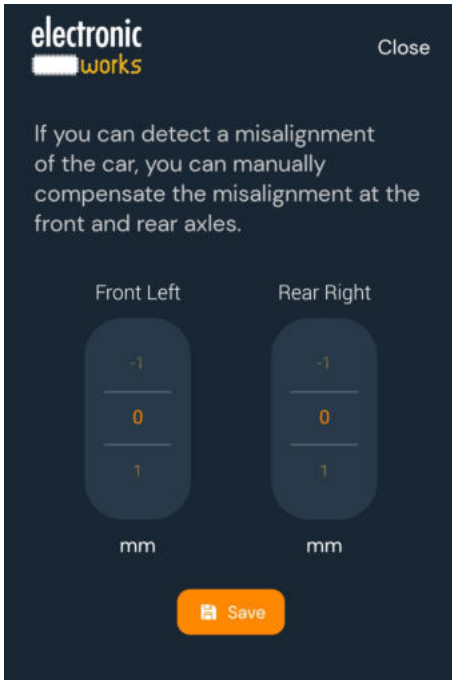 electronic
works
Close
If you can detect a misalignment
of the car, you can manually
compensate the misalignment at the
front and rear axles.
Front Left
Rear Right
-1
-1
0
0
1
1
mm
mm
Save